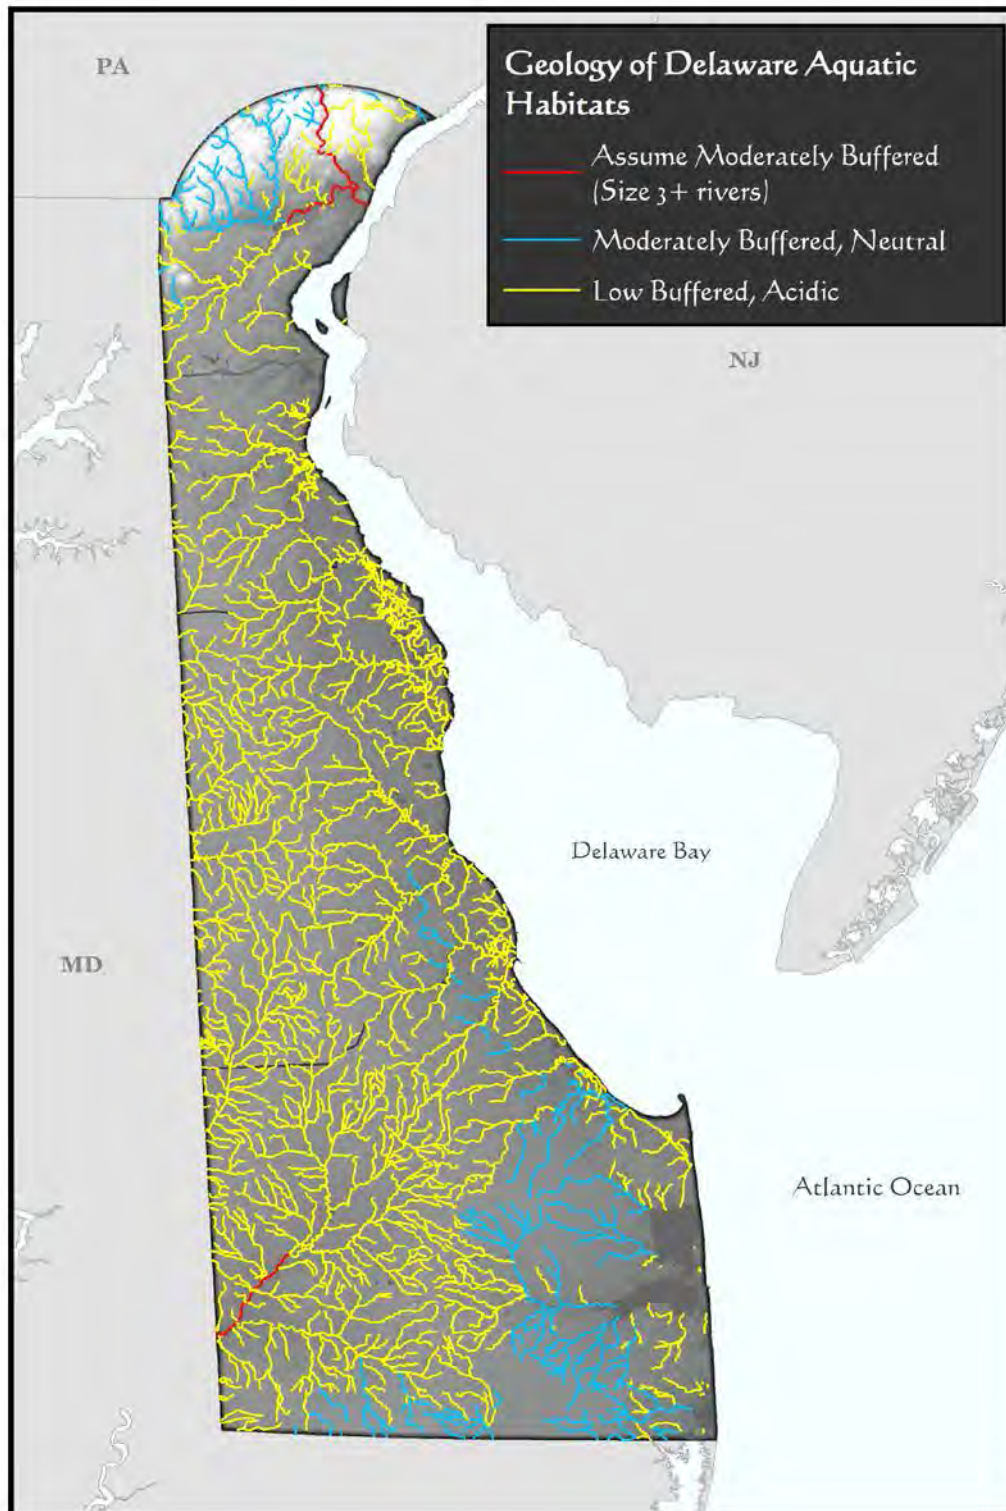 PA
Geology of Delaware Aquatic
Habitats
Assume Moderately Buffered
(Size 3+ rivers)
Moderately Buffered, Neutral
Low Buffered, Acidic
NJ
Delaware Bay
MD
Atlantic Ocean